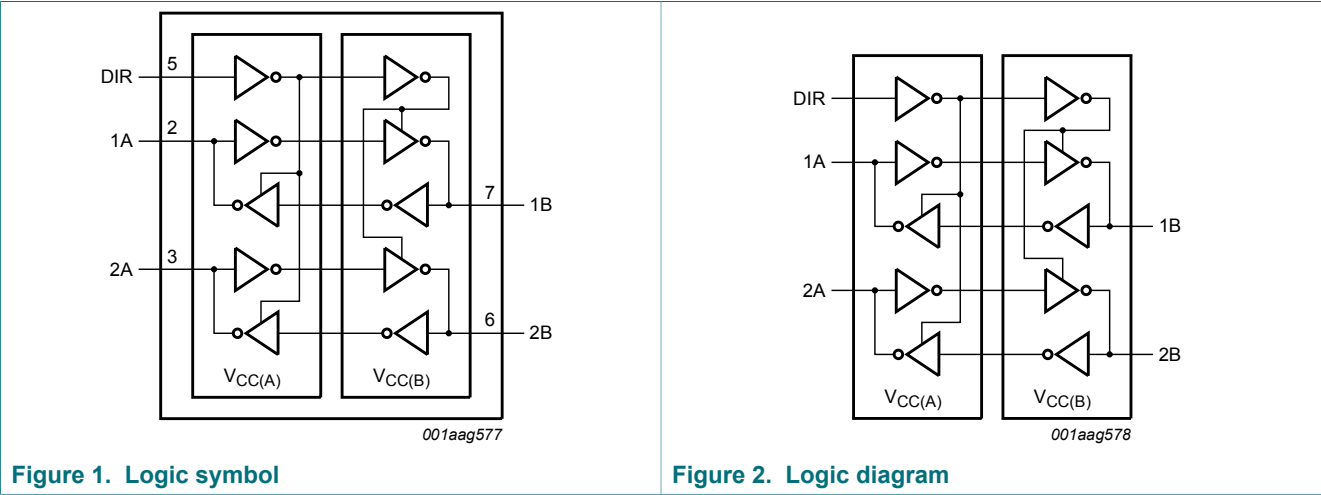 DIR 5
1A 2
7 1B
2A 3
6 2B
VCC(A) VCC(B)
001aag577
Figure 1. Logic symbol
DIR
1A
1B
2A
2B
VCC(A) VCC(B)
001aag578
Figure 2. Logic diagram